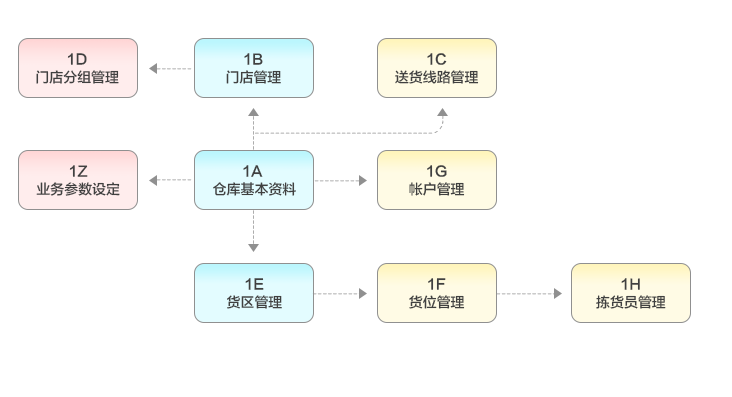 1D
门店分组管理
1B
门店管理
1C
送货线路管理
1Z
业务参数设定
1A
仓库基本资料
1G
帐户管理
1E
货区管理
1F
货位管理
1H
拣货员管理